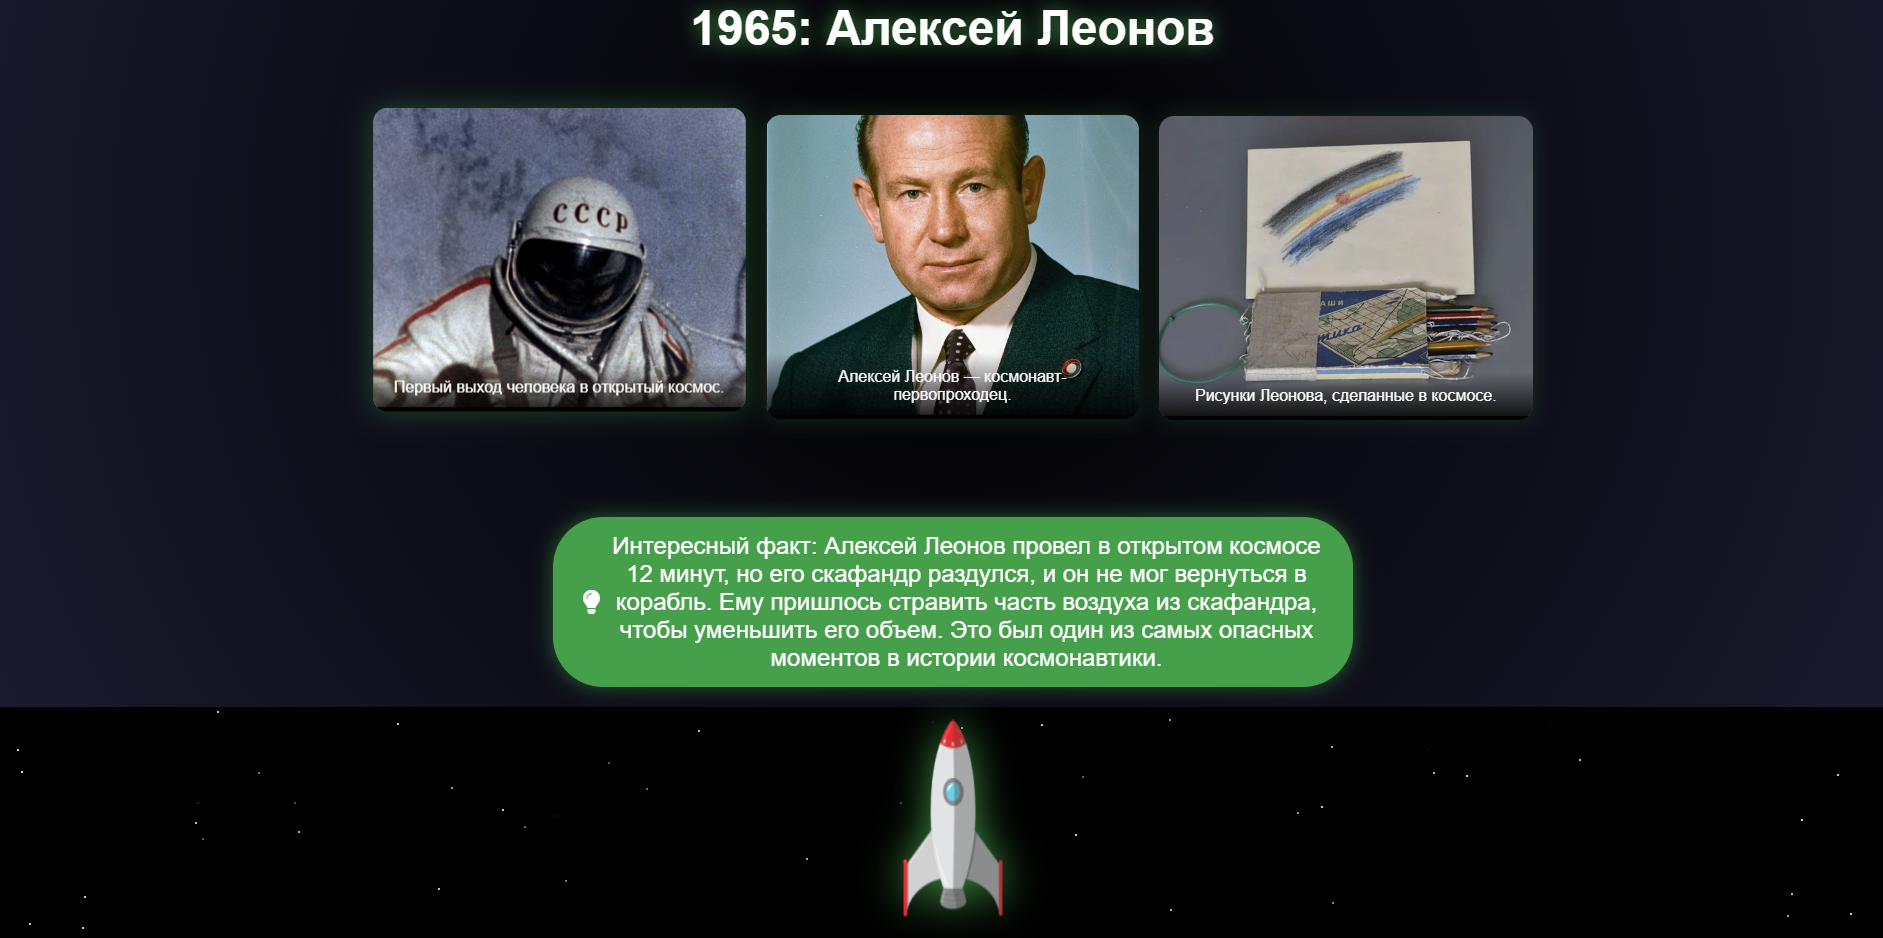 1965: Алексей Леонов
СССР
Первый выход человека в открытый космос.
Алексей Леонов — космонавт-
первопроходец.
Рисунки Леонова, сделанные в космосе.
Интересный факт: Алексей Леонов провел в открытом космосе
12 минут, но его скафандр раздулся, и он не мог вернуться в
корабль. Ему пришлось стравить часть воздуха из скафандра,
чтобы уменьшить его объем. Это был один из самых опасных
моментов в истории космонавтики.